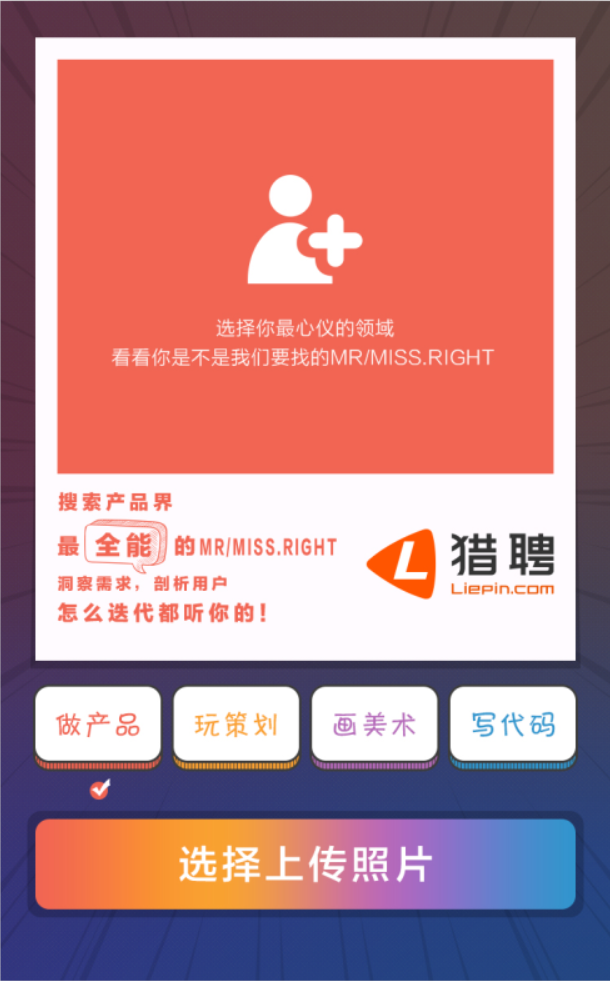 选择你最心仪的领域
看看你是不是我们要找的MR/MISS.RIGHT
搜索产品界
最 全能 的MR/MISS.RIGHT
洞察需求，剖析用户
怎么迭代都听你的！
L 猎聘
Liepin.com
做产品 玩策划 画美术 写代码
选择上传照片